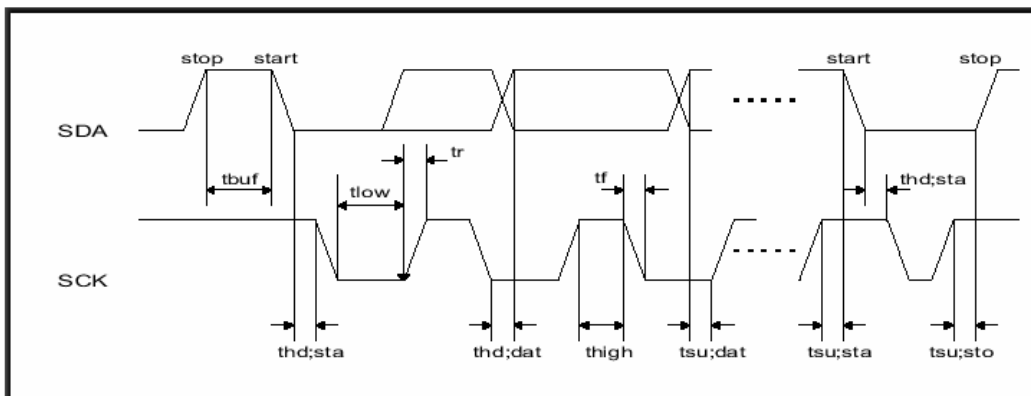 stop start start stop
SDA
tr
tbuf tlow tf thd;sta
SCK
thd;sta thd;dat thigh tsu;dat tsu;sta tsu;sto